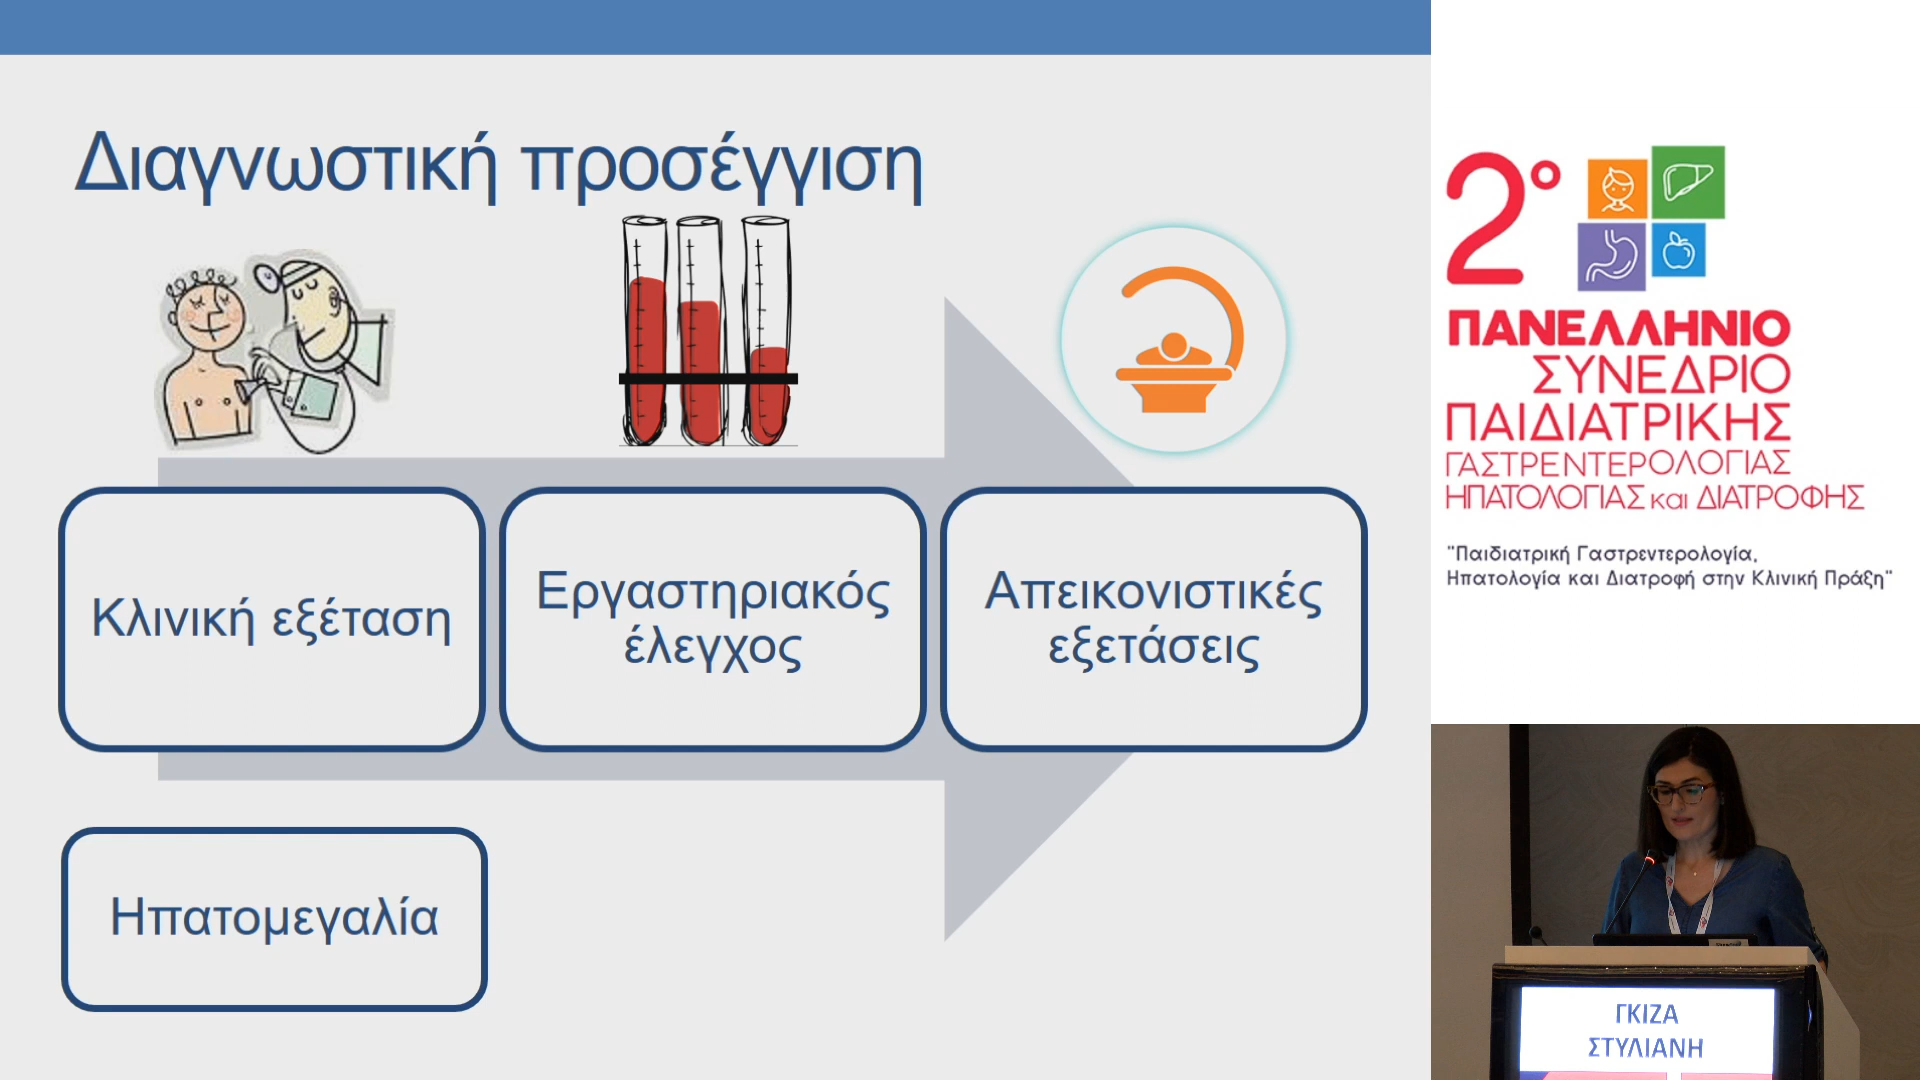 Διαγνωστική προσέγγιση
Κλινική εξέταση
Εργαστηριακός
έλεγχος
Απεικονιστικές
εξετάσεις
Ηπατομεγαλία
2ο
ΠΑΝΕΛΛΗΝΙΟ
ΣΥΝΕΔΡΙΟ
ΠΑΙΔΙΑΤΡΙΚΗΣ
ΓΑΣΤΡΕΝΤΕΡΟΛΟΓΙΑΣ
ΗΠΑΤΟΛΟΓΙΑΣ και ΔΙΑΤΡΟΦΗΣ
"Παιδιατρική Γαστρεντερολογία,
Ηπατολογία και Διατροφή στην Κλινική Πράξη"
ΓΚΙΖΑ
ΣΤΥΛΙΑΝΗ